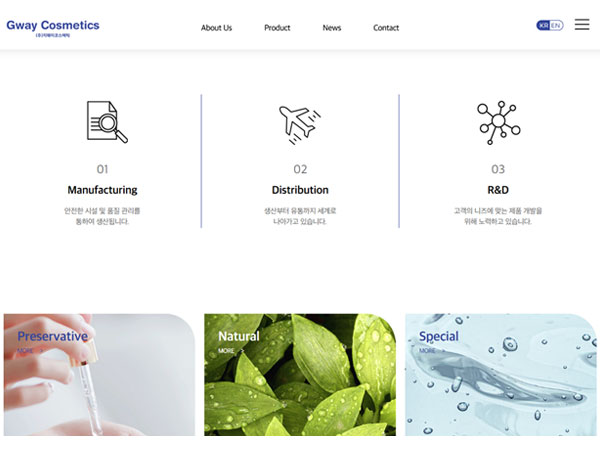 Gway Cosmetics
(주)지웨이코스메틱
About Us
Product
News
Contact
KR EN
01
Manufacturing
안전한 시설 및 품질 관리를
통하여 생산됩니다.
02
Distribution
생산부터 유통까지 세계로
나아가고 있습니다.
03
R&D
고객의 니즈에 맞는 제품 개발을
위해 노력하고 있습니다.
Preservative
MORE >
Natural
MORE >
Special
MORE >